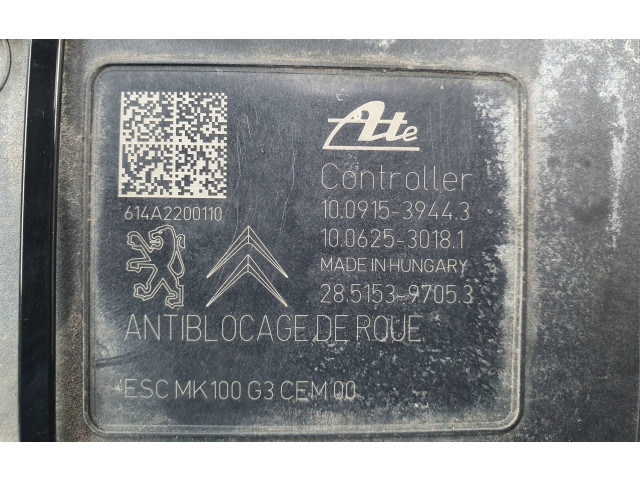 Ate
Controller
10.0915-3944.3
614A2200110
10.0625-3018.1
MADE IN HUNGARY
28.5153-9705.3
ANTIBLOCAGE DE ROUE
ESC MK100 G3 CEM 00